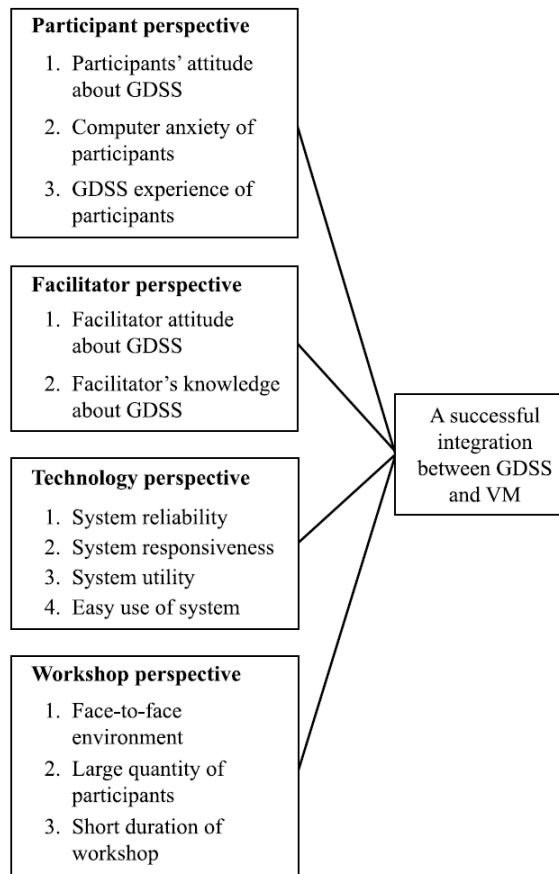 Participant perspective
1. Participants' attitude
about GDSS
2. Computer anxiety of
participants
3. GDSS experience of
participants
Facilitator perspective
1. Facilitator attitude
about GDSS
2. Facilitator's knowledge
about GDSS
A successful
integration
between GDSS
and VM
Technology perspective
1. System reliability
2. System responsiveness
3. System utility
4. Easy use of system
Workshop perspective
1. Face-to-face
environment
2. Large quantity of
participants
3. Short duration of
workshop